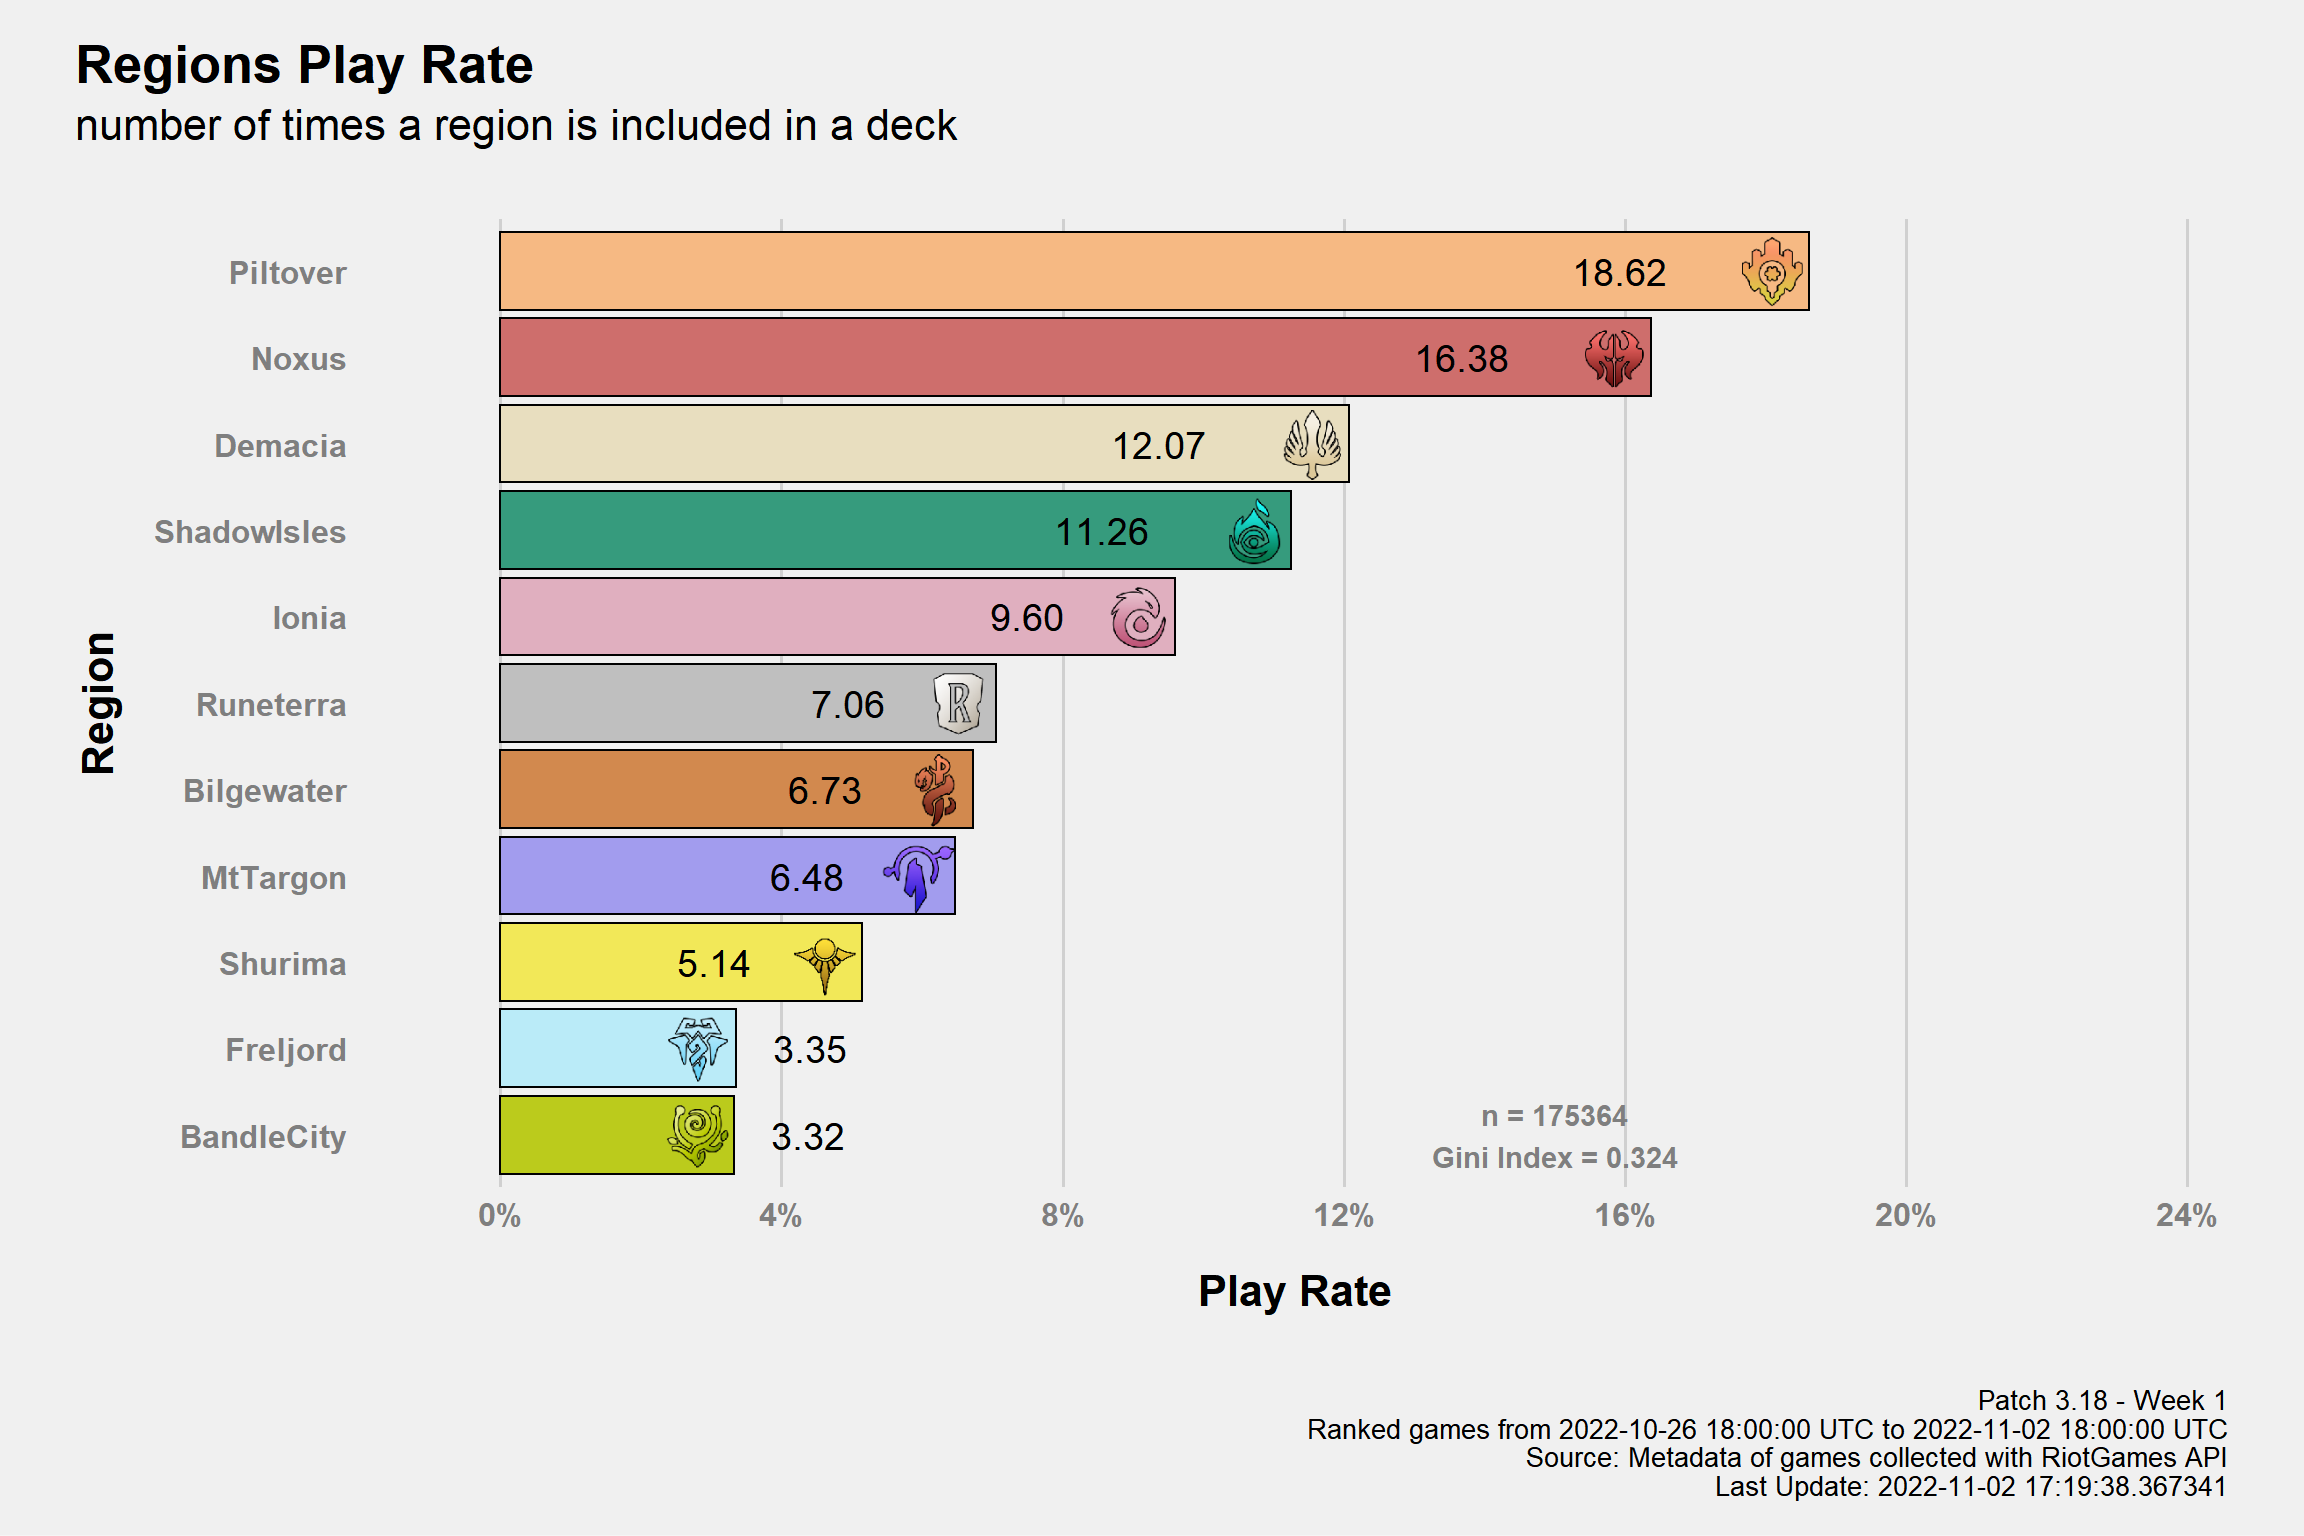 Regions Play Rate
number of times a region is included in a deck
Region
Piltover 18.62
Noxus 16.38
Demacia 12.07
ShadowIsles 11.26
Ionia 9.60
Runeterra 7.06 R
Bilgewater 6.73
MtTargon 6.48
Shurima 5.14
Freljord 3.35
BandleCity 3.32
n = 175364
Gini Index = 0.324
0% 4% 8% 12% 16% 20% 24%
Play Rate
Patch 3.18 - Week 1
Ranked games from 2022-10-26 18:00:00 UTC to 2022-11-02 18:00:00 UTC
Source: Metadata of games collected with RiotGames API
Last Update: 2022-11-02 17:19:38.367341